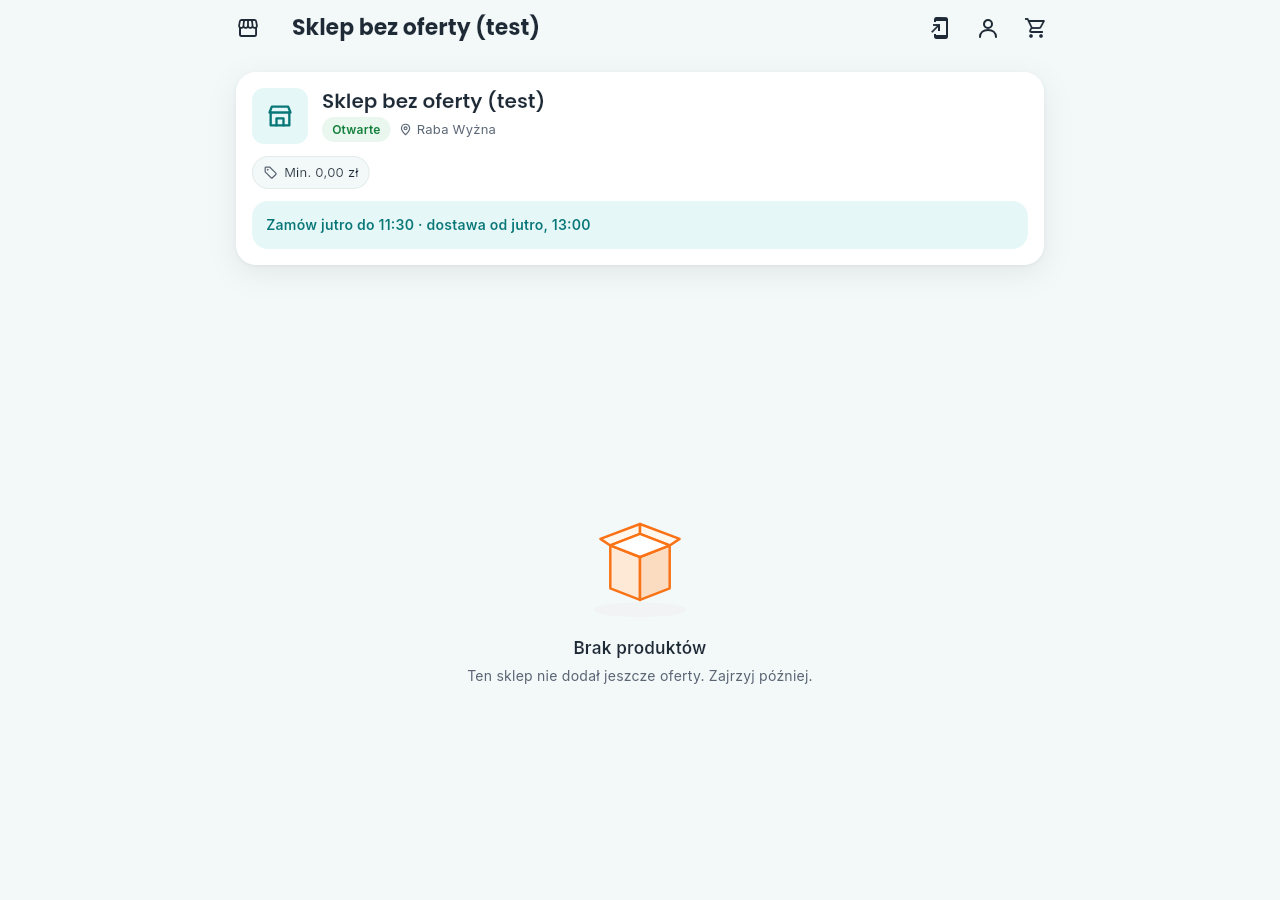 Sklep bez oferty (test)
Sklep bez oferty (test)
Otwarte
Raba Wyżna
Min. 0,00 zł
Zamów jutro do 11:30 · dostawa od jutro, 13:00
Brak produktów
Ten sklep nie dodał jeszcze oferty. Zajrzyj później.